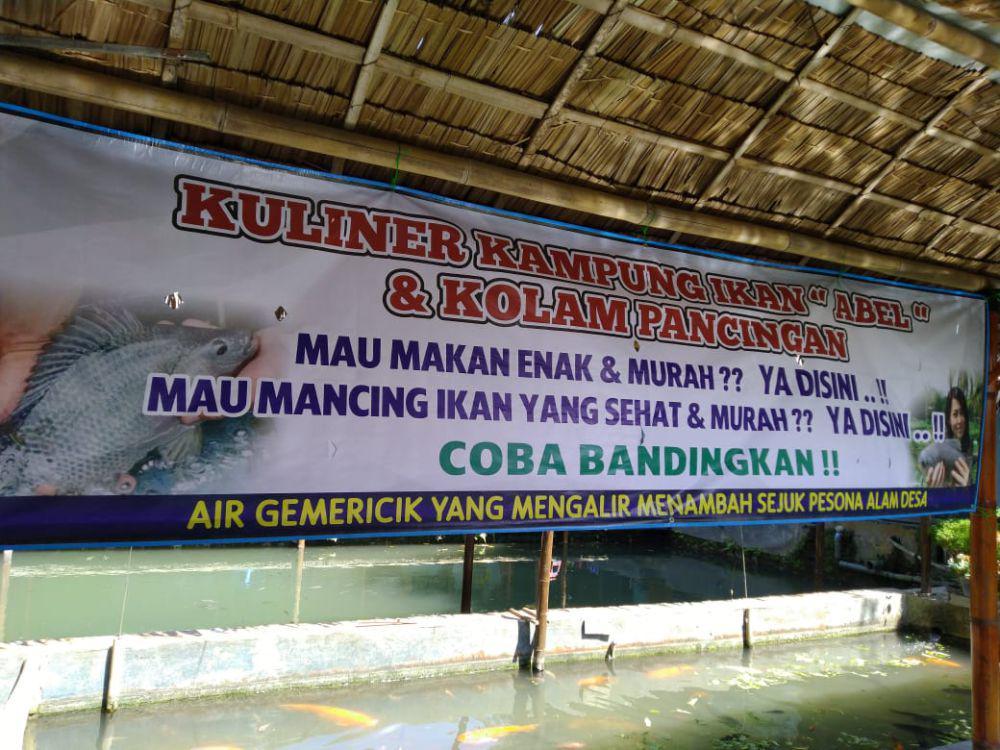 KULINER KAMPUNG IKAN “ ABEL “
& KOLAM PANCINGAN
MAU MAKAN ENAK & MURAH ?? YA DISINI .. !!
MAU MANCING IKAN YANG SEHAT & MURAH ?? YA DISINI .. !!
COBA BANDINGKAN !!
AIR GEMERICIK YANG MENGALIR MENAMBAH SEJUK PESONA ALAM DESA